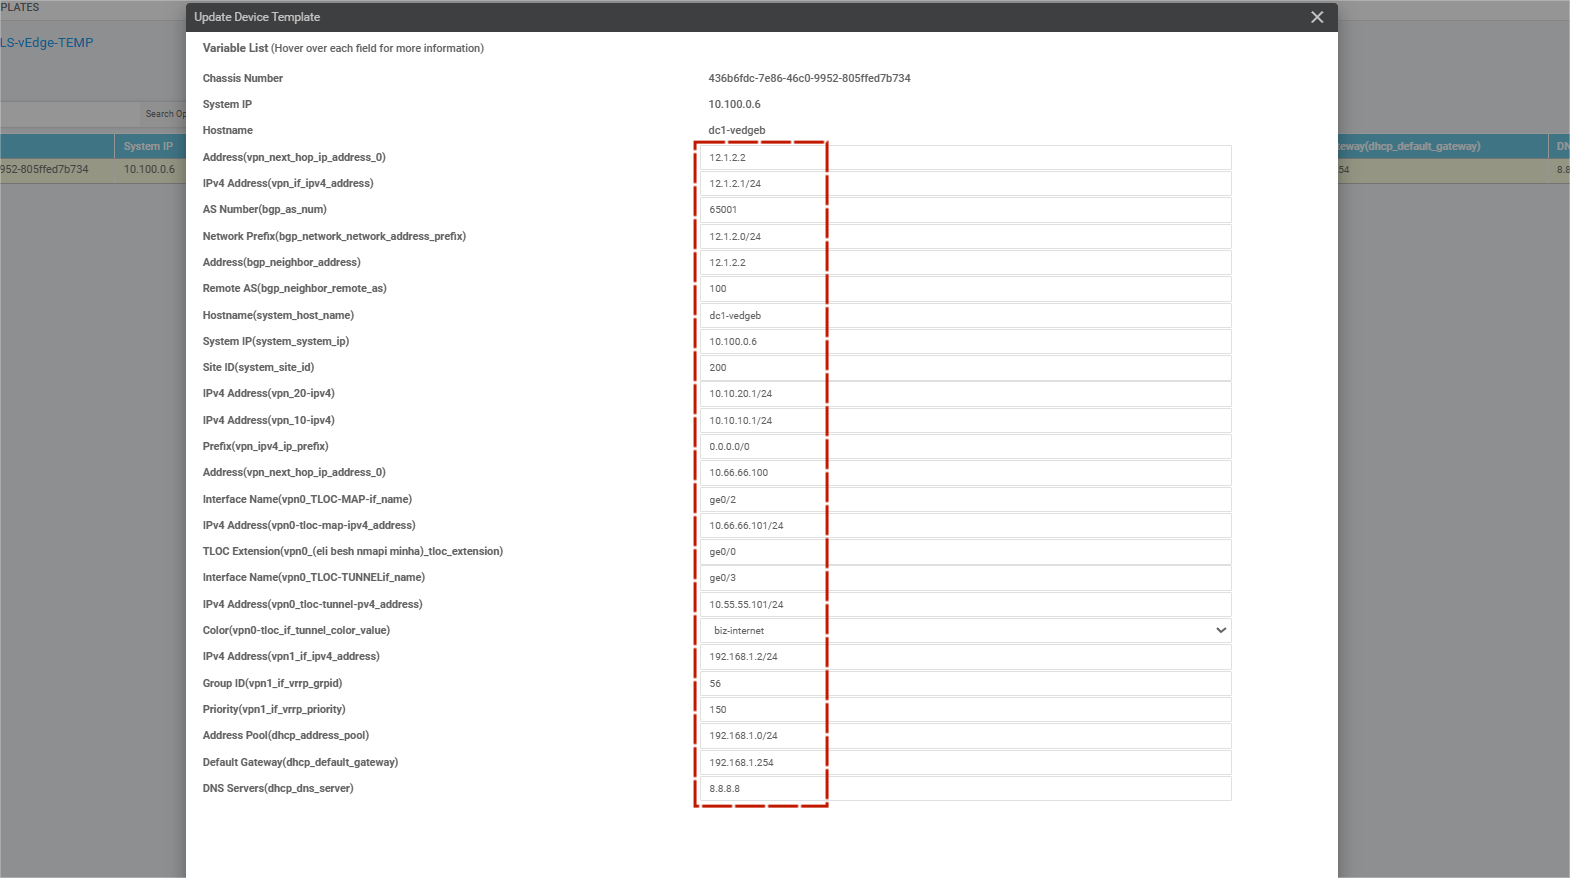 PLATES
Update Device Template
LS-vEdge-TEMP
Variable List (Hover over each field for more information)
Chassis Number 436b6fdc-7e86-46c0-9952-805ffed7b734
System IP 10.100.0.6
Search Op
Hostname dc1-vedgeb
System IP
eway(dhcp_default_gateway)
DN
952-805ffed7b734 10.100.0.6
54
8.8
Address(vpn_next_hop_ip_address_0) 12.1.2.2
IPv4 Address(vpn_if_ipv4_address) 12.1.2.1/24
AS Number(bgp_as_num) 65001
Network Prefix(bgp_network_network_address_prefix) 12.1.2.0/24
Address(bgp_neighbor_address) 12.1.2.2
Remote AS(bgp_neighbor_remote_as) 100
Hostname(system_host_name) dc1-vedgeb
System IP(system_system_ip) 10.100.0.6
Site ID(system_site_id) 200
IPv4 Address(vpn_20-ipv4) 10.10.20.1/24
IPv4 Address(vpn_10-ipv4) 10.10.10.1/24
Prefix(vpn_ipv4_ip_prefix) 0.0.0.0/0
Address(vpn_next_hop_ip_address_0) 10.66.66.100
Interface Name(vpn0_TLOC-MAP-if_name) ge0/2
IPv4 Address(vpn0-tloc-map-ipv4_address) 10.66.66.101/24
TLOC Extension(vpn0_(eli besh nmapi minha)_tloc_extension) ge0/0
Interface Name(vpn0_TLOC-TUNNELif_name) ge0/3
IPv4 Address(vpn0_tloc-tunnel-pv4_address) 10.55.55.101/24
Color(vpn0-tloc_if_tunnel_color_value) biz-internet
IPv4 Address(vpn1_if_ipv4_address) 192.168.1.2/24
Group ID(vpn1_if_vrrp_grpid) 56
Priority(vpn1_if_vrrp_priority) 150
Address Pool(dhcp_address_pool) 192.168.1.0/24
Default Gateway(dhcp_default_gateway) 192.168.1.254
DNS Servers(dhcp_dns_server) 8.8.8.8